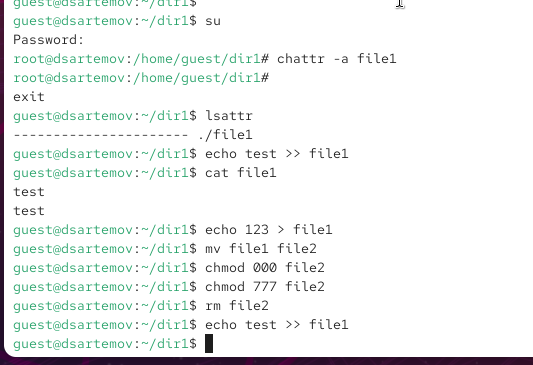 guest@dsartemov:~/dir1$
guest@dsartemov:~/dir1$ su
Password:
root@dsartemov:/home/guest/dir1# chattr -a file1
root@dsartemov:/home/guest/dir1#
exit
guest@dsartemov:~/dir1$ lsattr
---------------------- ./file1
guest@dsartemov:~/dir1$ echo test >> file1
guest@dsartemov:~/dir1$ cat file1
test
test
guest@dsartemov:~/dir1$ echo 123 > file1
guest@dsartemov:~/dir1$ mv file1 file2
guest@dsartemov:~/dir1$ chmod 000 file2
guest@dsartemov:~/dir1$ chmod 777 file2
guest@dsartemov:~/dir1$ rm file2
guest@dsartemov:~/dir1$ echo test >> file1
guest@dsartemov:~/dir1$